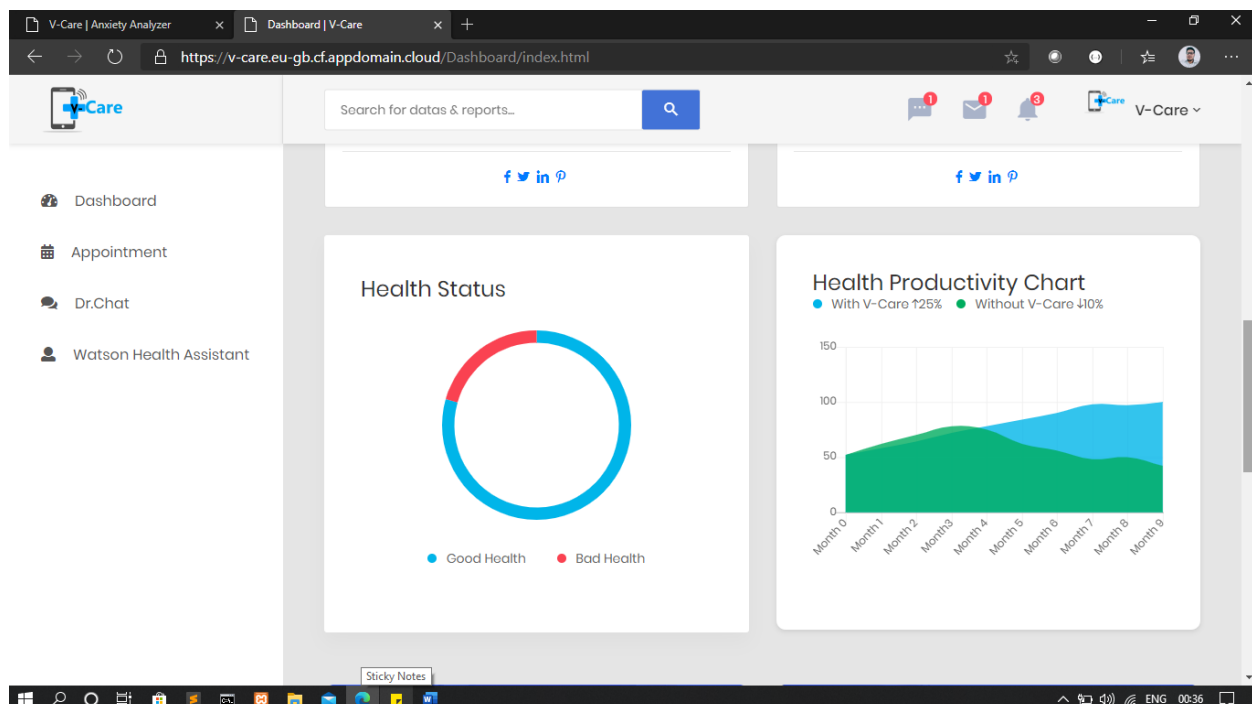 V-Care | Anxiety Analyzer
Dashboard | V-Care
https://v-care.eu-gb.cf.appdomain.cloud/Dashboard/index.html
v-Care
Search for datas & reports...
1
1
3
Care
V-Care
Dashboard
Appointment
Dr.Chat
Watson Health Assistant
Health Status
Good Health
Bad Health
Health Productivity Chart
With V-Care ↑25%
Without V-Care ↓10%
150
100
50
0
Month 0
Month 1
Month 2
Month3
Month 4
Month 5
Month 6
Month 7
Month 8
Month 9
Sticky Notes
ENG
00:36